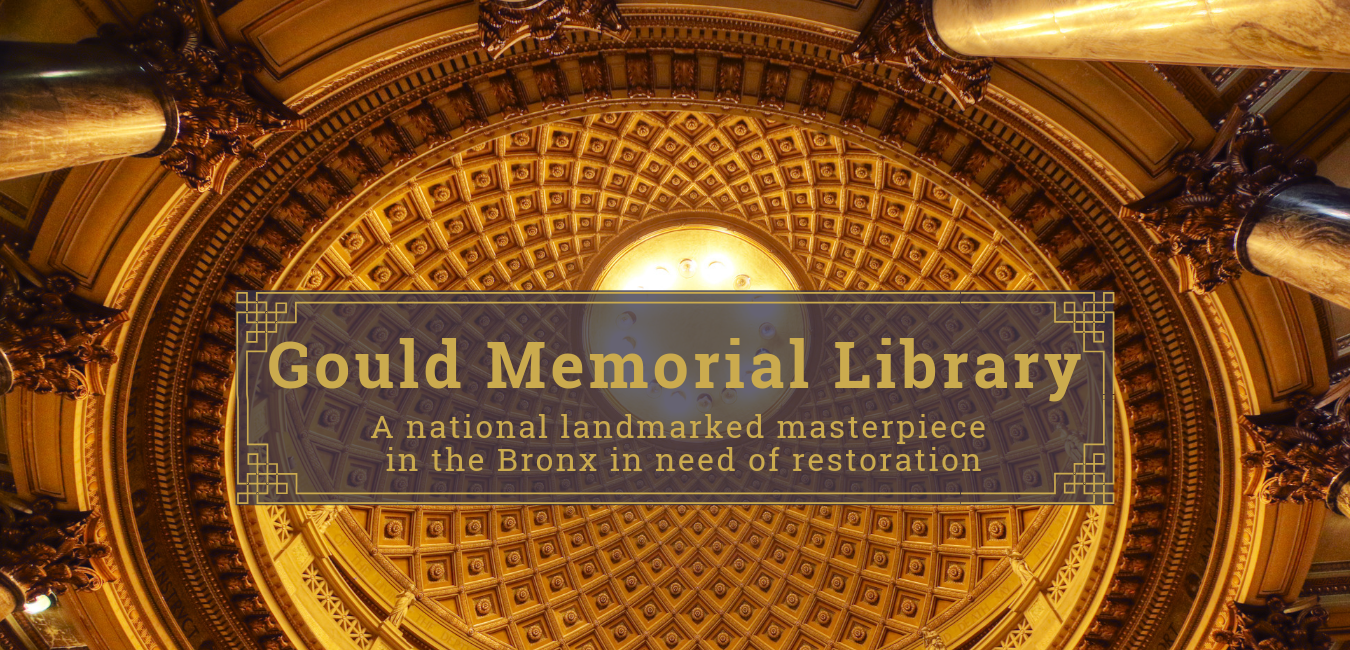 Gould Memorial Library
A national landmarked masterpiece
in the Bronx in need of restoration